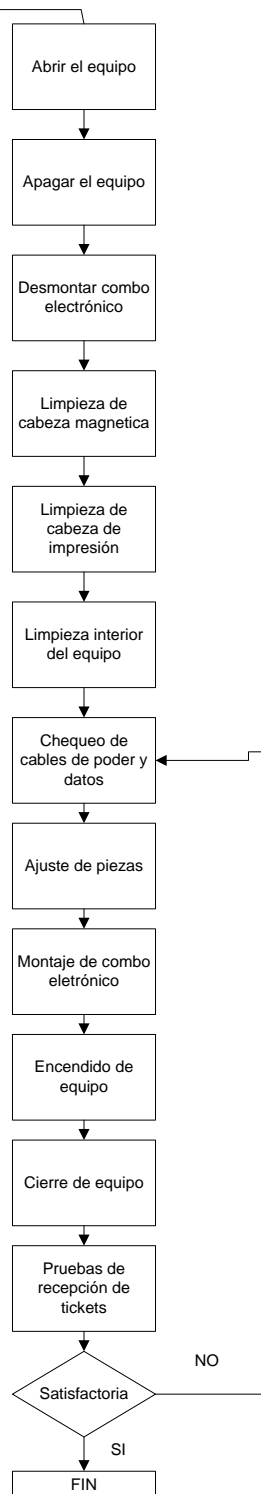 Abrir el equipo
Apagar el equipo
Desmontar combo
electrónico
Limpieza de
cabeza magnetica
Limpieza de
cabeza de
impresión
Limpieza interior
del equipo
Chequeo de
cables de poder y
datos
Ajuste de piezas
Montaje de combo
eletrónico
Encendido de
equipo
Cierre de equipo
Pruebas de
recepción de
tickets
NO
Satisfactoria
SI
FIN